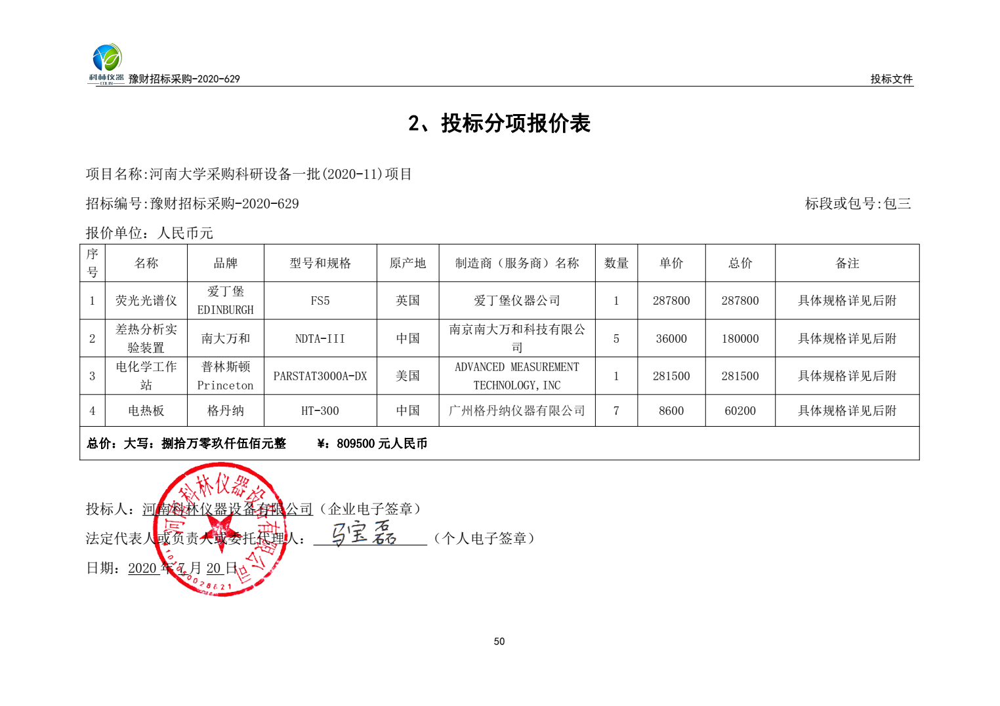 科林仪器
COLIN
豫财招标采购-2020-629
投标文件
2、投标分项报价表
项目名称:河南大学采购科研设备一批(2020-11)项目
招标编号:豫财招标采购-2020-629 标段或包号:包三
报价单位：人民币元
序号 名称 品牌 型号和规格 原产地 制造商（服务商）名称 数量 单价 总价 备注
1 荧光光谱仪 爱丁堡 EDINBURGH FS5 英国 爱丁堡仪器公司 1 287800 287800 具体规格详见后附
2 差热分析实验装置 南大万和 NDTA-III 中国 南京南大万和科技有限公司 5 36000 180000 具体规格详见后附
3 电化学工作站 普林斯顿 Princeton PARSTAT3000A-DX 美国 ADVANCED MEASUREMENT TECHNOLOGY,INC 1 281500 281500 具体规格详见后附
4 电热板 格丹纳 HT-300 中国 广州格丹纳仪器有限公司 7 8600 60200 具体规格详见后附
总价：大写：捌拾万零玖仟伍佰元整 ¥：809500 元人民币
投标人：河南科林仪器设备有限公司（企业电子签章）
法定代表人或负责人或委托代理人：马宝磊（个人电子签章）
日期：2020 年 7 月 20 日
河南科林仪器设备有限公司
50